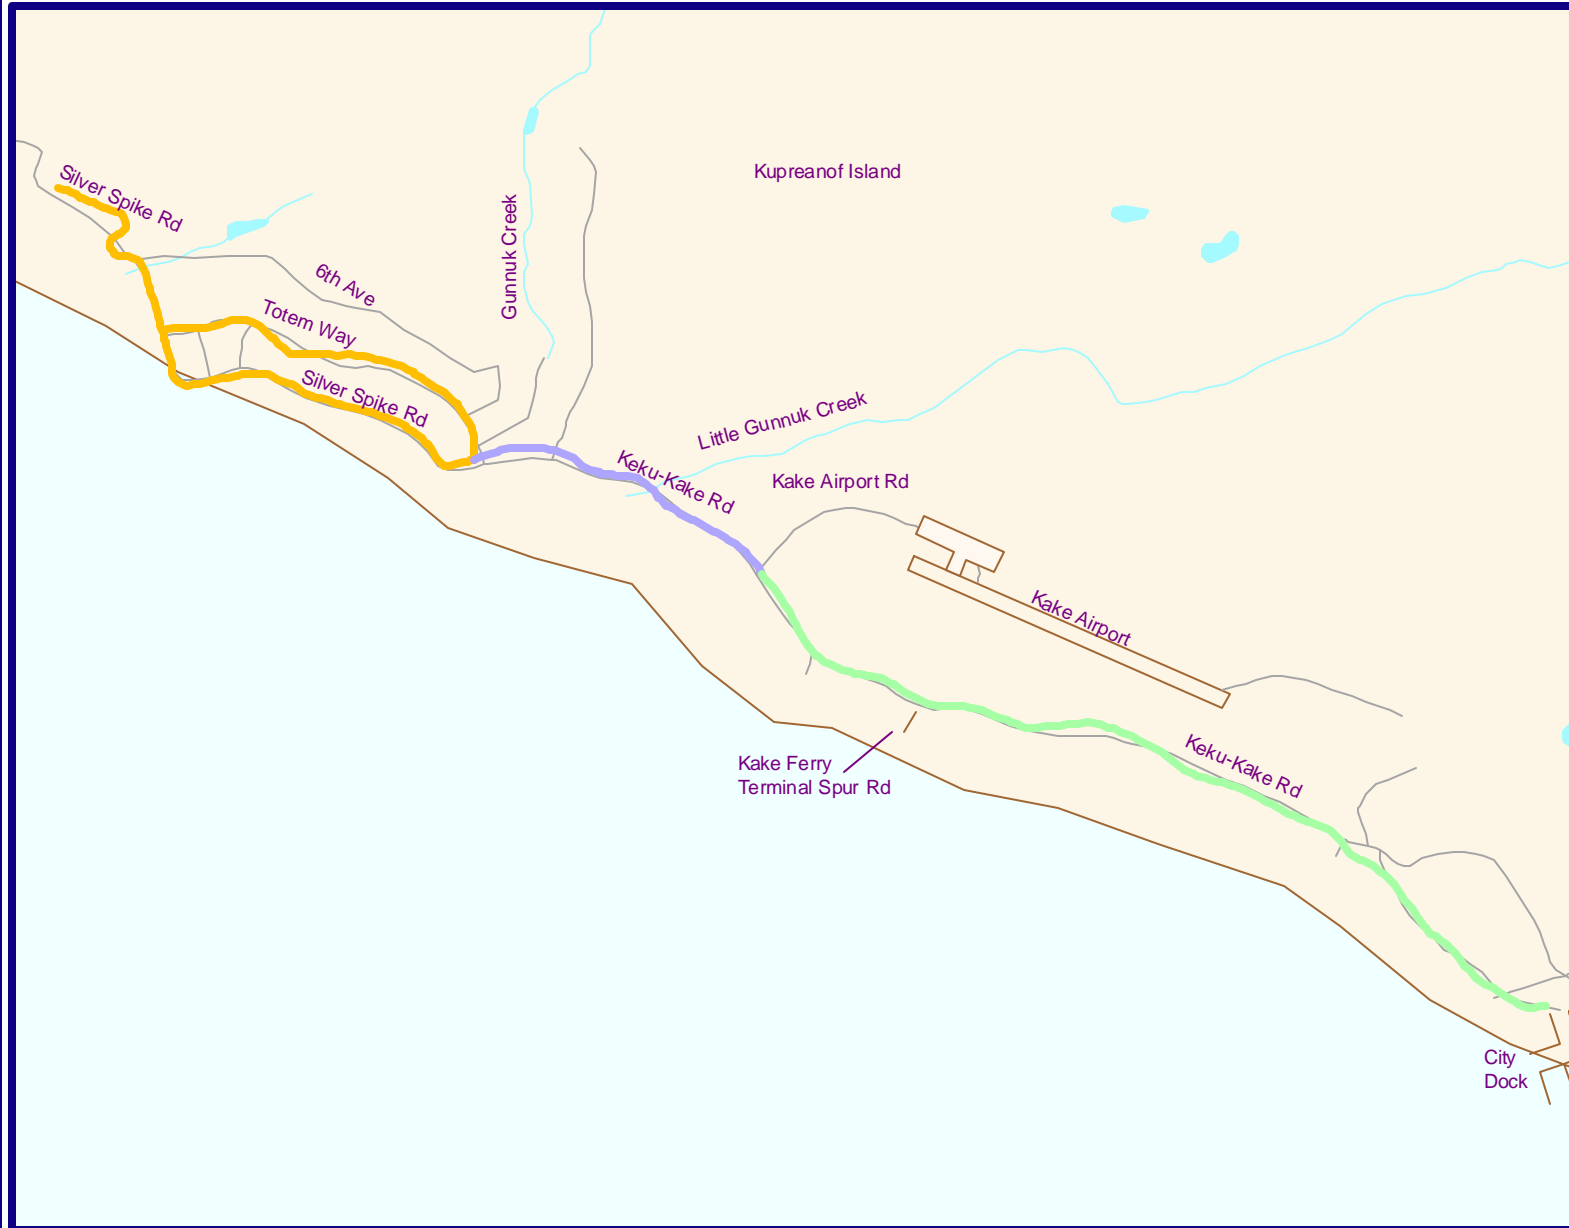 Silver Spike Rd
Kupreanof Island
Gunnuk Creek
6th Ave
Totem Way
Silver Spike Rd
Little Gunnuk Creek
Keku-Kake Rd
Kake Airport Rd
Kake Airport
Kake Ferry
Terminal Spur Rd
Keku-Kake Rd
City
Dock